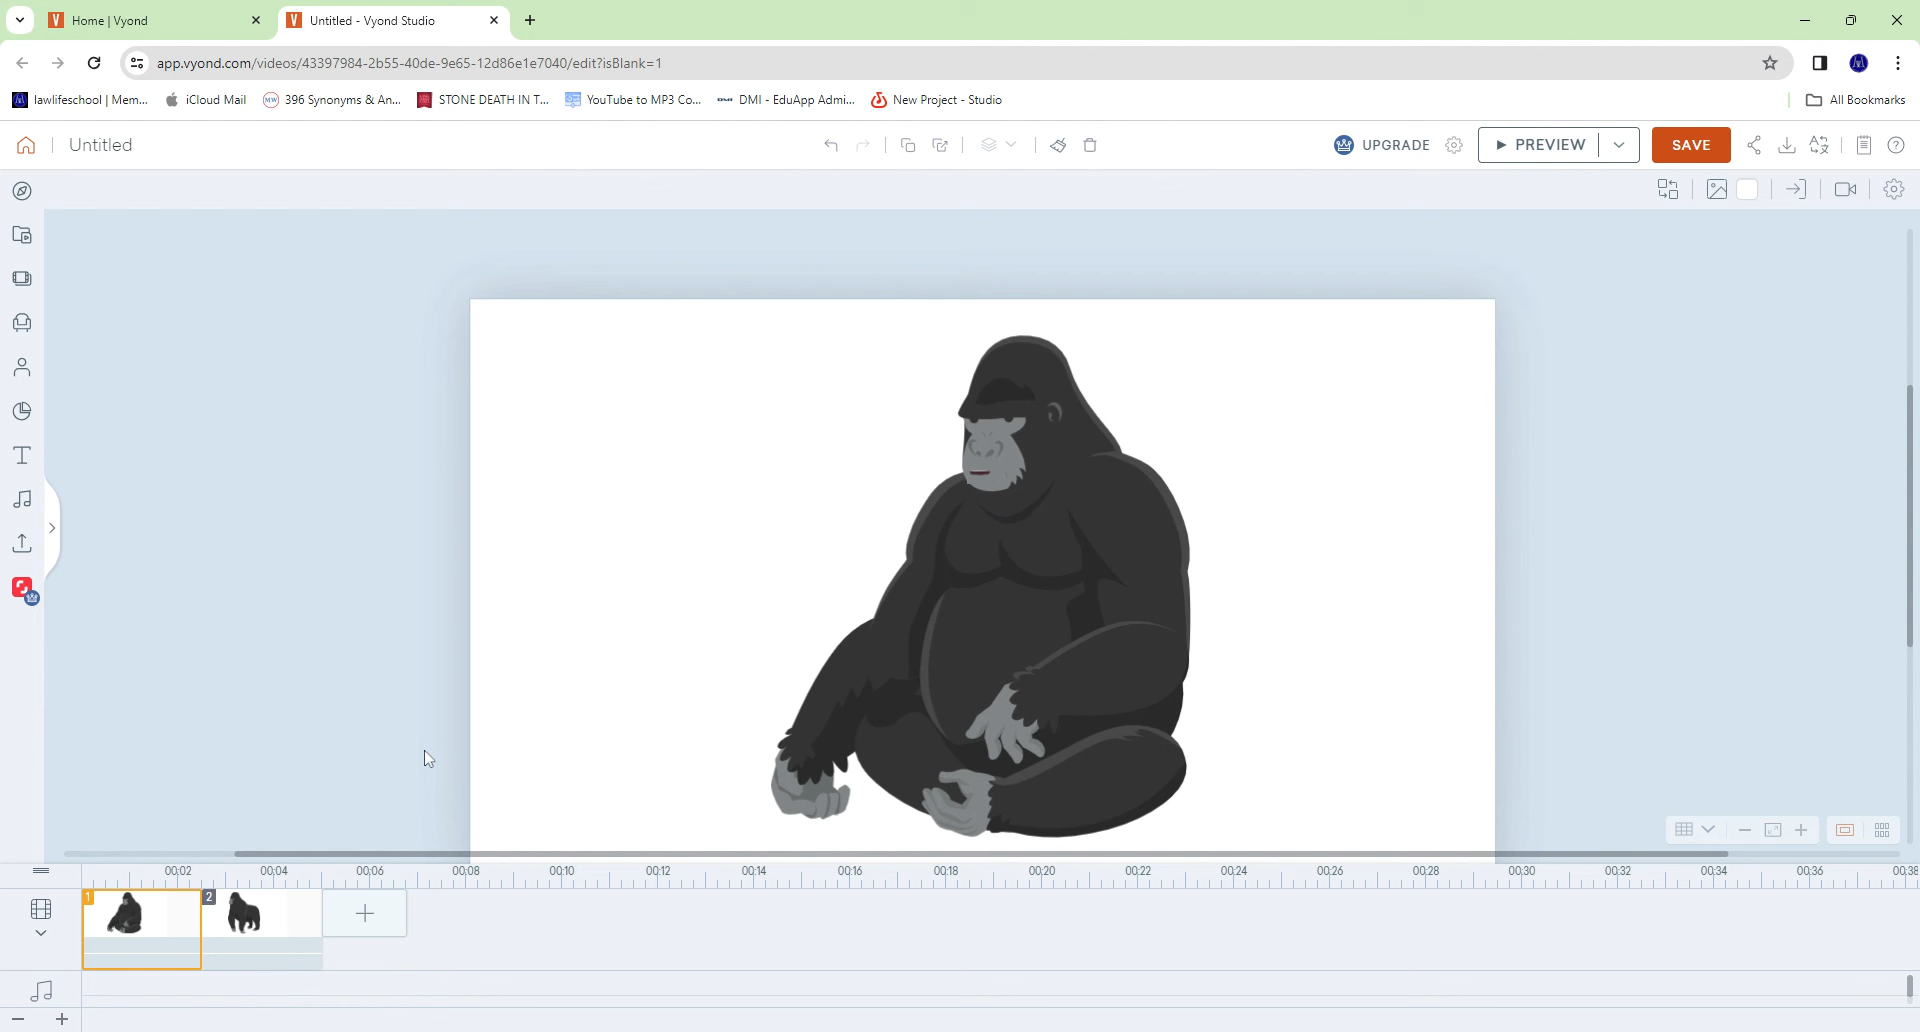 Home | Vyond
Untitled - Vyond Studio
app.vyond.com/videos/43397984-2b55-40de-9e65-12d86e1e7040/edit?isBlank=1
lawlifeschool | Mem...
iCloud Mail
MW
396 Synonyms & An...
STONE DEATH IN T...
YouTube to MP3 Co...
DMI - EduApp Admi...
New Project - Studio
All Bookmarks
Untitled
UPGRADE
PREVIEW
SAVE
00:02 00:04 00:06 00:08 00:10 00:12 00:14 00:16 00:18 00:20 00:22 00:24 00:26 00:28 00:30 00:32 00:34 00:36 00:38
1
2